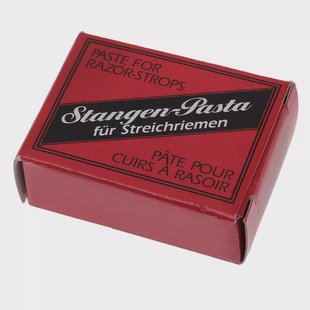 PASTE FOR
RAZOR-STROPS
Stangen-Pasta
für Streichriemen
PÂTE POUR
CUIRS À RASOIR